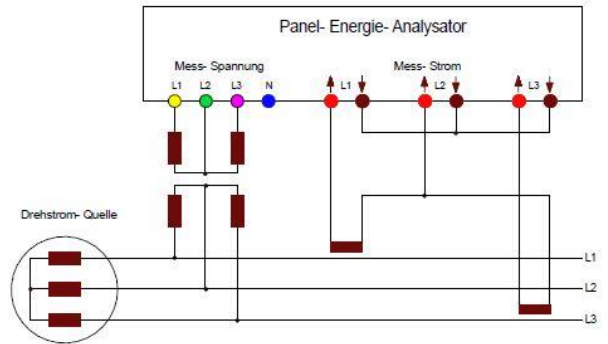 Panel- Energie- Analysator
Mess- Spannung
Mess- Strom
L1 L2 L3 N L1 L2 L3
Drehstrom- Quelle
L1
L2
L3